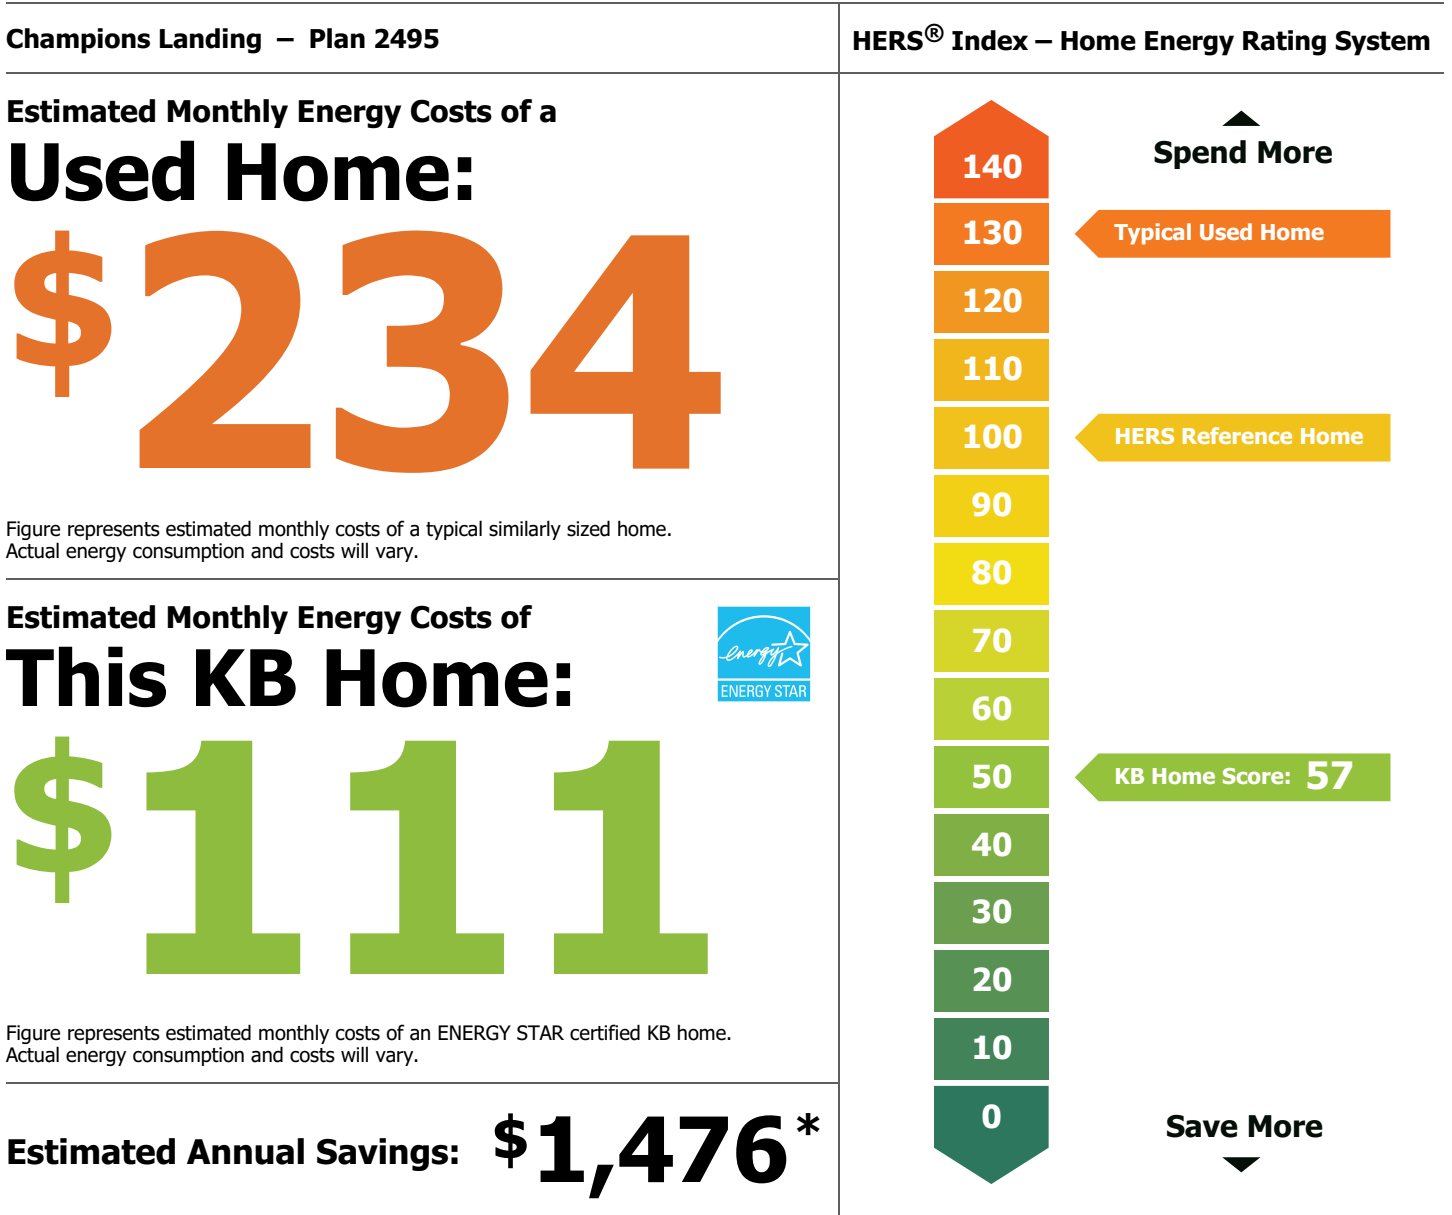 Champions Landing – Plan 2495
Estimated Monthly Energy Costs of a
Used Home:
$234
Figure represents estimated monthly costs of a typical similarly sized home.
Actual energy consumption and costs will vary.
Estimated Monthly Energy Costs of
This KB Home:
energy
ENERGY STAR
$111
Figure represents estimated monthly costs of an ENERGY STAR certified KB home.
Actual energy consumption and costs will vary.
Estimated Annual Savings: $1,476*
HERS® Index – Home Energy Rating System
Spend More
140
130 Typical Used Home
120
110
100 HERS Reference Home
90
80
70
60
50 KB Home Score: 57
40
30
20
10
0
Save More